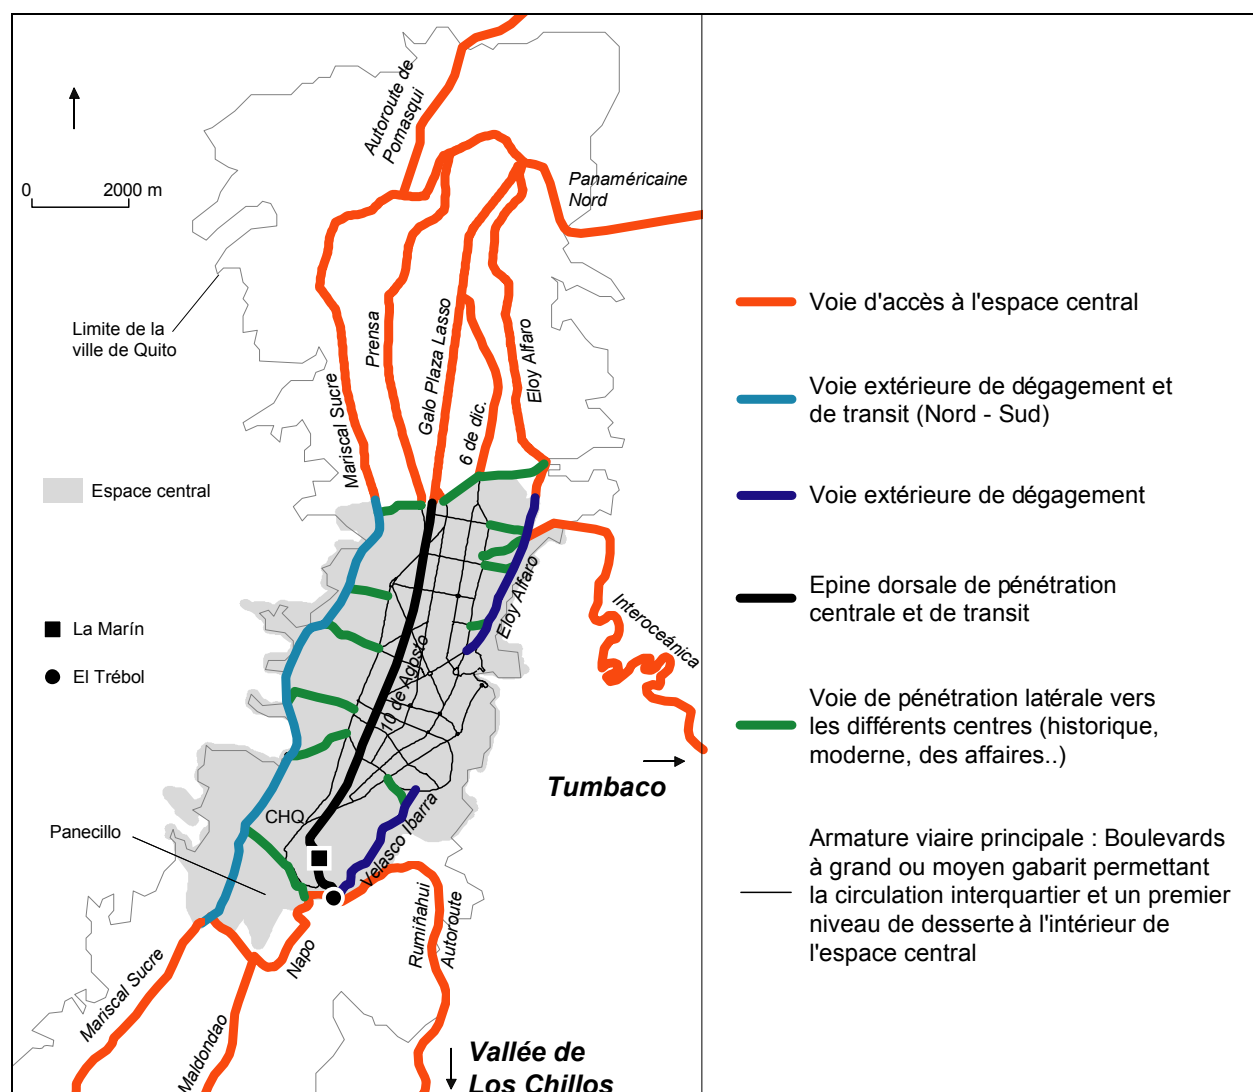 Autoroute de
Pomasqui
0 2000 m
Panaméricaine
Nord
Limite de la
ville de Quito
Prensa
Galo Plaza Lasso
Eloy Alfaro
Mariscal Sucre
6 de dic.
Espace central
La Marín
El Trébol
Eloy Alfaro
Interoceánica
10 de Agosto
Tumbaco
CHQ
Panecillo
Velasco Ibarra
Rumiñahui
Autoroute
Napo
Mariscal Sucre
Maldondao
Vallée de
Los Chillos
Voie d'accès à l'espace central
Voie extérieure de dégagement et
de transit (Nord - Sud)
Voie extérieure de dégagement
Epine dorsale de pénétration
centrale et de transit
Voie de pénétration latérale vers
les différents centres (historique,
moderne, des affaires..)
Armature viaire principale : Boulevards
à grand ou moyen gabarit permettant
la circulation interquartier et un premier
niveau de desserte à l'intérieur de
l'espace central